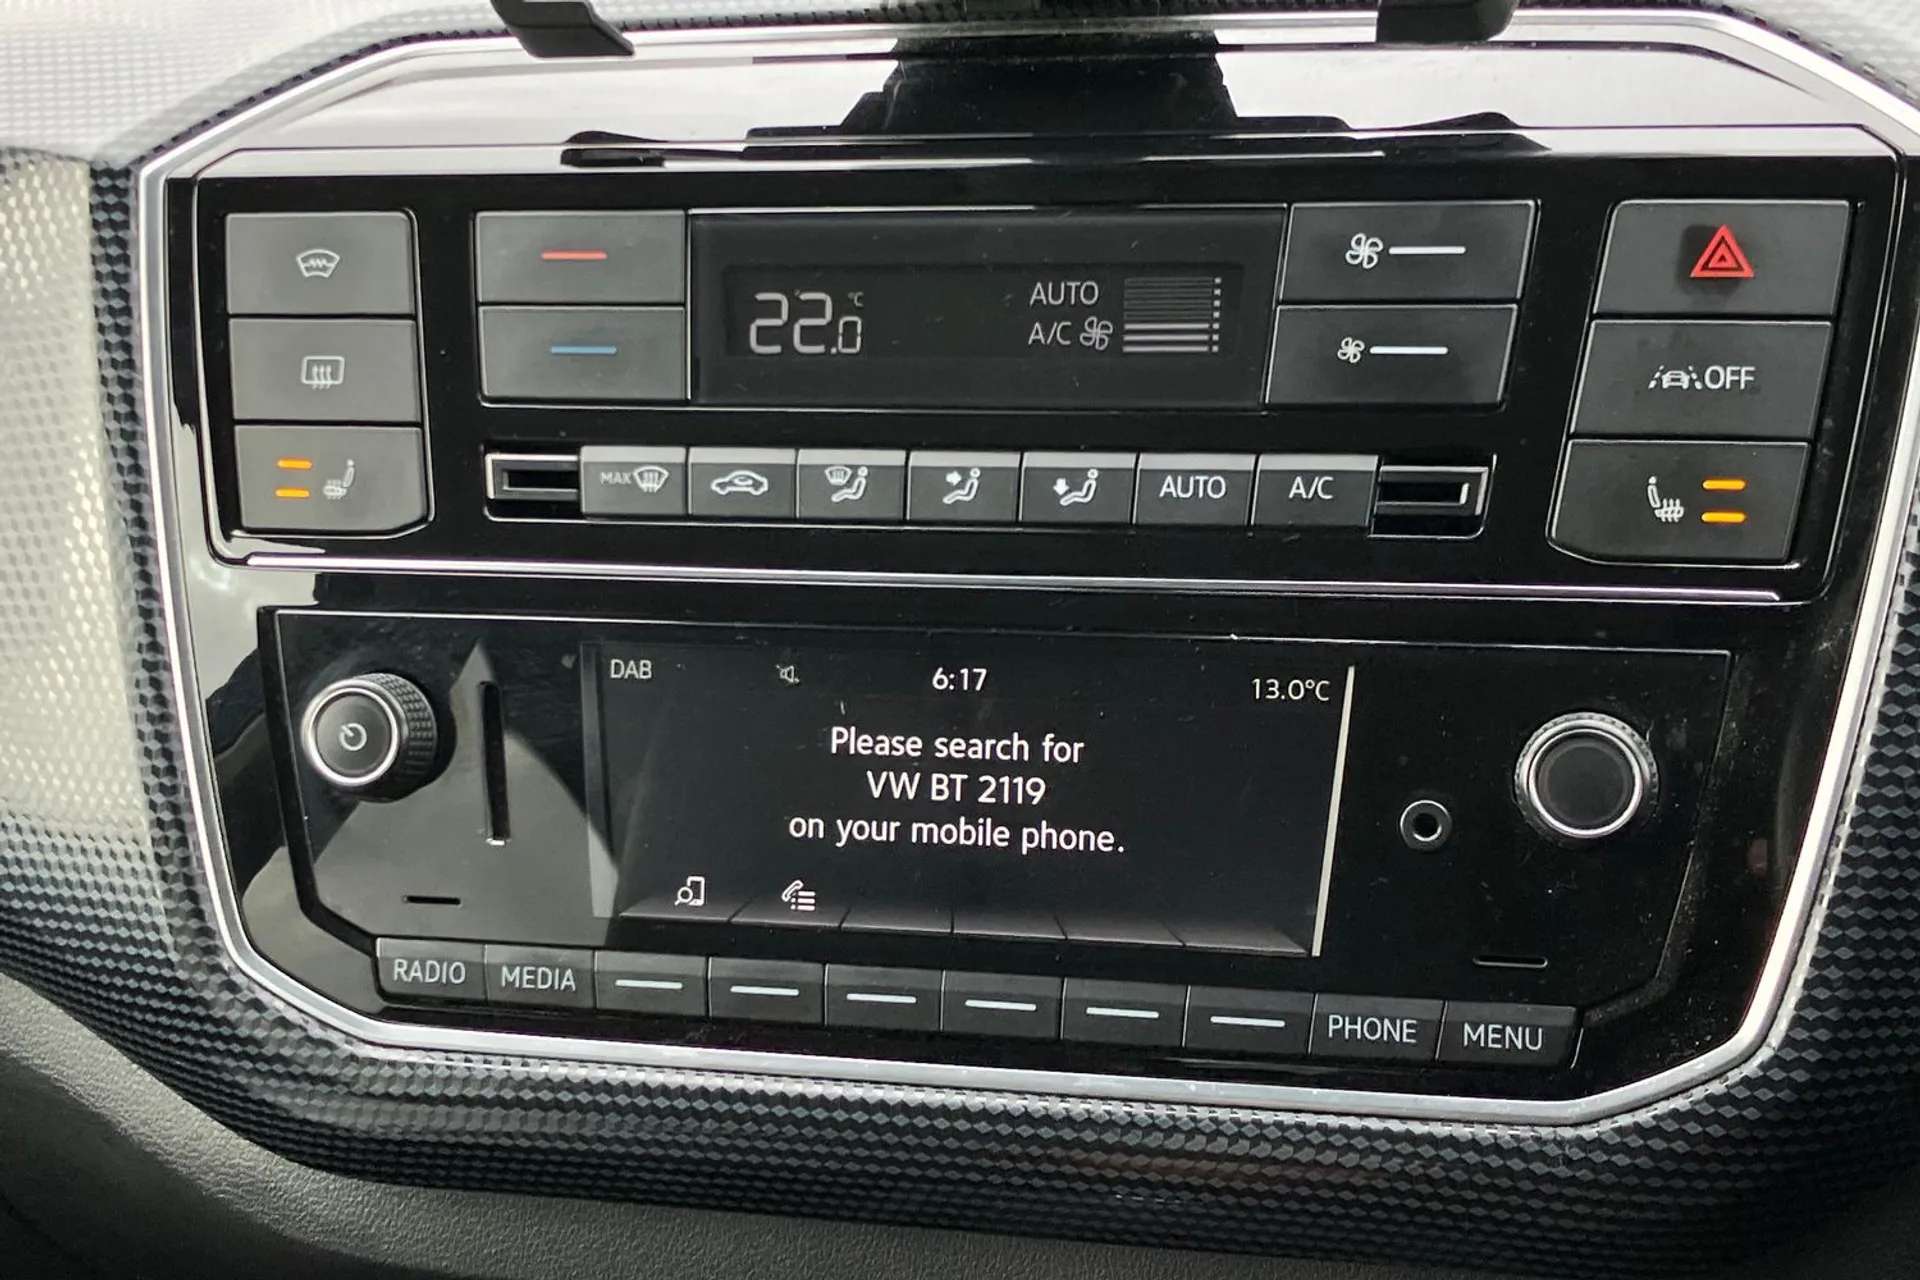 AUTO
22.0 °C
A/C
OFF
MAX
AUTO
A/C
DAB
6:17
13.0°C
Please search for
VW BT 2119
on your mobile phone.
RADIO
MEDIA
PHONE
MENU